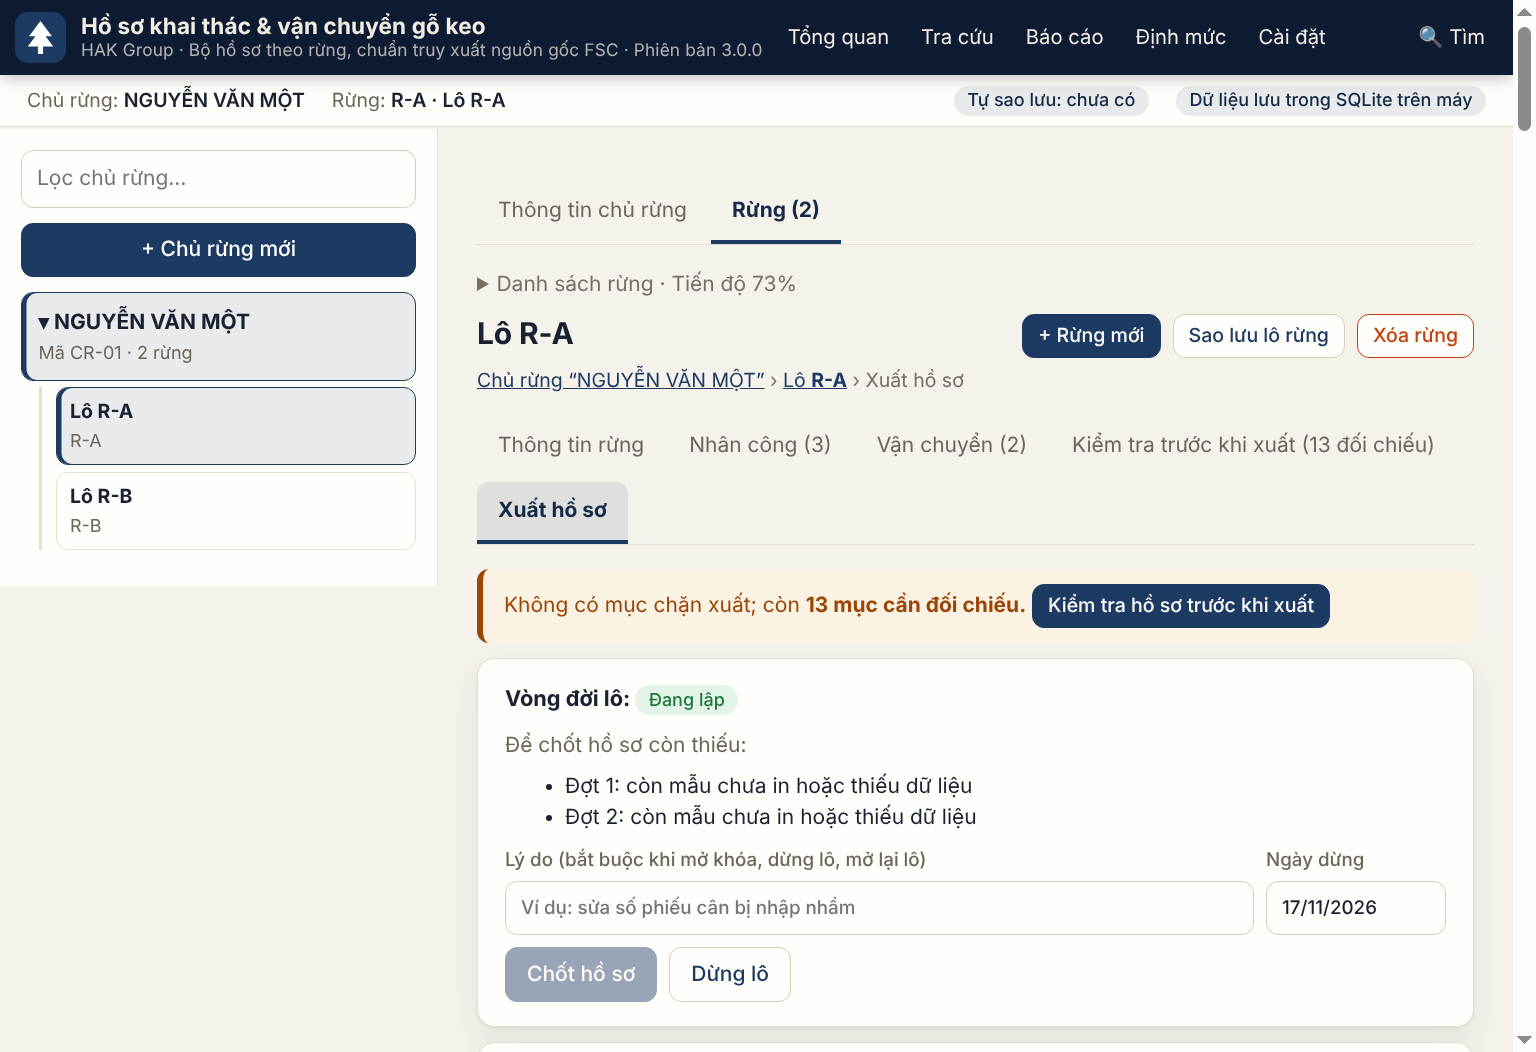 Hồ sơ khai thác & vận chuyển gỗ keo
HAK Group · Bộ hồ sơ theo rừng, chuẩn truy xuất nguồn gốc FSC · Phiên bản 3.0.0
Tổng quan
Tra cứu
Báo cáo
Định mức
Cài đặt
🔍 Tìm
Chủ rừng: NGUYỄN VĂN MỘT
Rừng: R-A · Lô R-A
Tự sao lưu: chưa có
Dữ liệu lưu trong SQLite trên máy
Lọc chủ rừng...
+ Chủ rừng mới
▾ NGUYỄN VĂN MỘT
Mã CR-01 · 2 rừng
Lô R-A
R-A
Lô R-B
R-B
Thông tin chủ rừng
Rừng (2)
▶ Danh sách rừng · Tiến độ 73%
Lô R-A
+ Rừng mới
Sao lưu lô rừng
Xóa rừng
Chủ rừng “NGUYỄN VĂN MỘT” › Lô R-A › Xuất hồ sơ
Thông tin rừng
Nhân công (3)
Vận chuyển (2)
Kiểm tra trước khi xuất (13 đối chiếu)
Xuất hồ sơ
Không có mục chặn xuất; còn 13 mục cần đối chiếu.
Kiểm tra hồ sơ trước khi xuất
Vòng đời lô: Đang lập
Để chốt hồ sơ còn thiếu:
• Đợt 1: còn mẫu chưa in hoặc thiếu dữ liệu
• Đợt 2: còn mẫu chưa in hoặc thiếu dữ liệu
Lý do (bắt buộc khi mở khóa, dừng lô, mở lại lô)
Ngày dừng
Ví dụ: sửa số phiếu cân bị nhập nhầm
17/11/2026
Chốt hồ sơ
Dừng lô